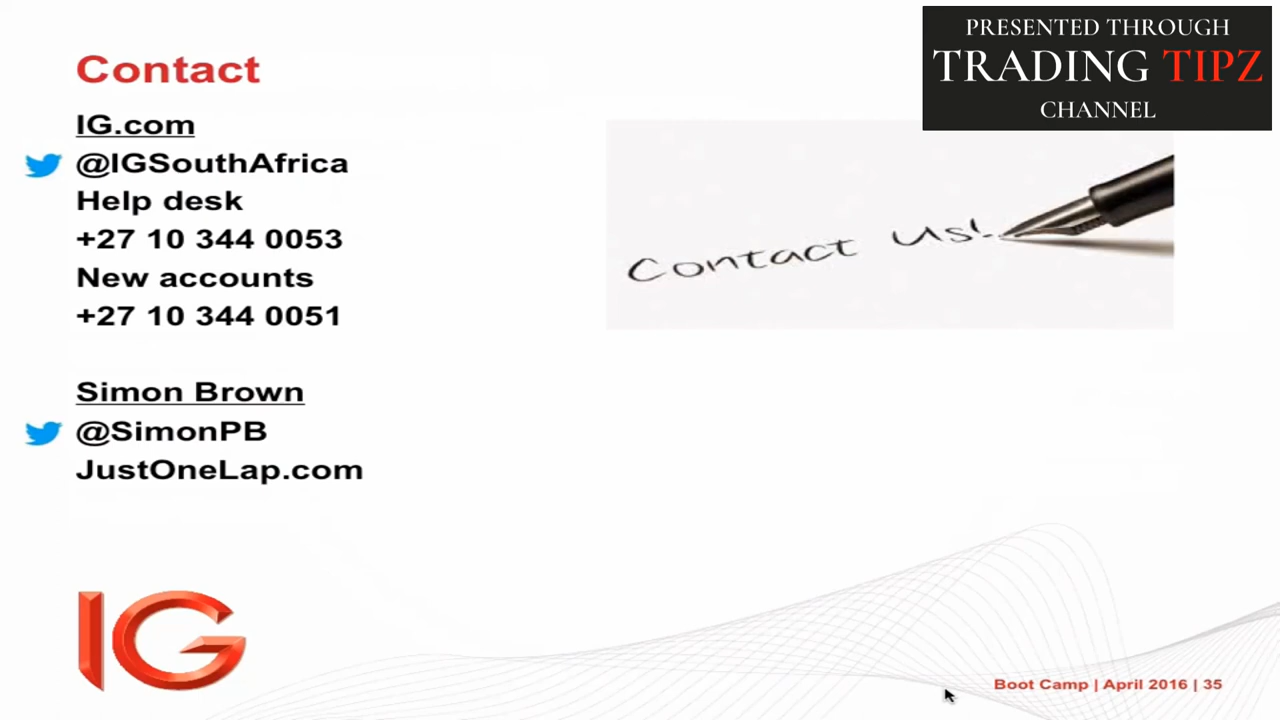 Contact
IG.com
@IGSouthAfrica
Help desk
+27 10 344 0053
New accounts
+27 10 344 0051
Simon Brown
@SimonPB
JustOneLap.com
PRESENTED THROUGH
TRADING TIPZ
CHANNEL
Contact Us!
IG
Boot Camp | April 2016 | 35